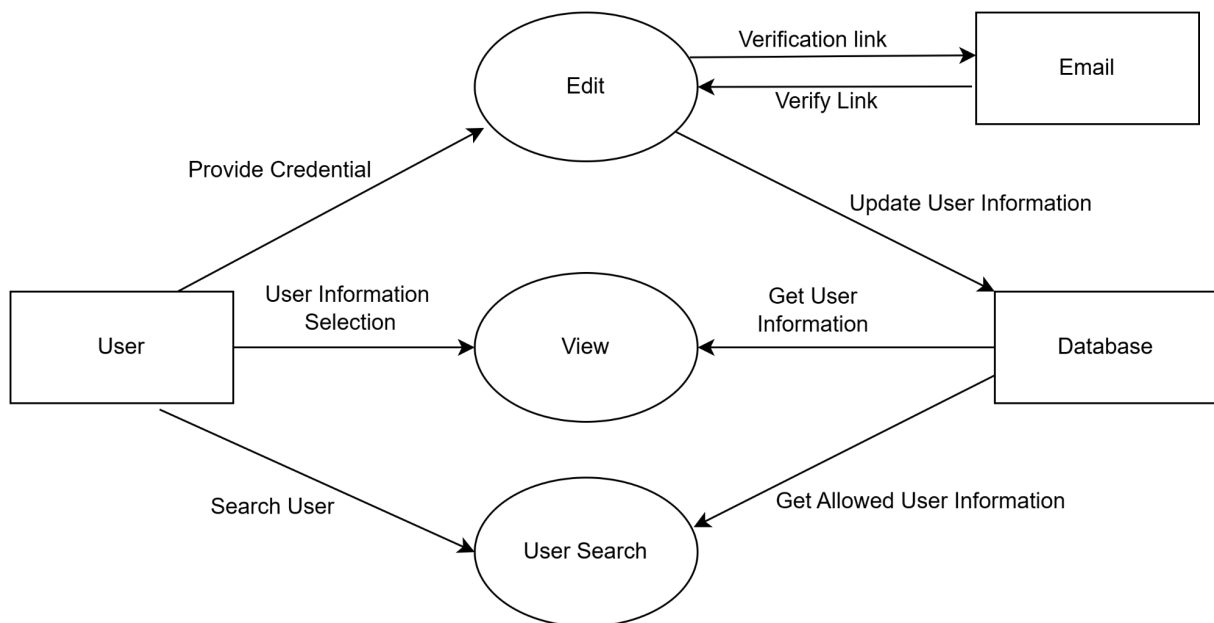 Verification link
Edit
Email
Verify Link
Provide Credential
Update User Information
User Information
Selection
Get User
Information
User
View
Database
Search User
Get Allowed User Information
User Search